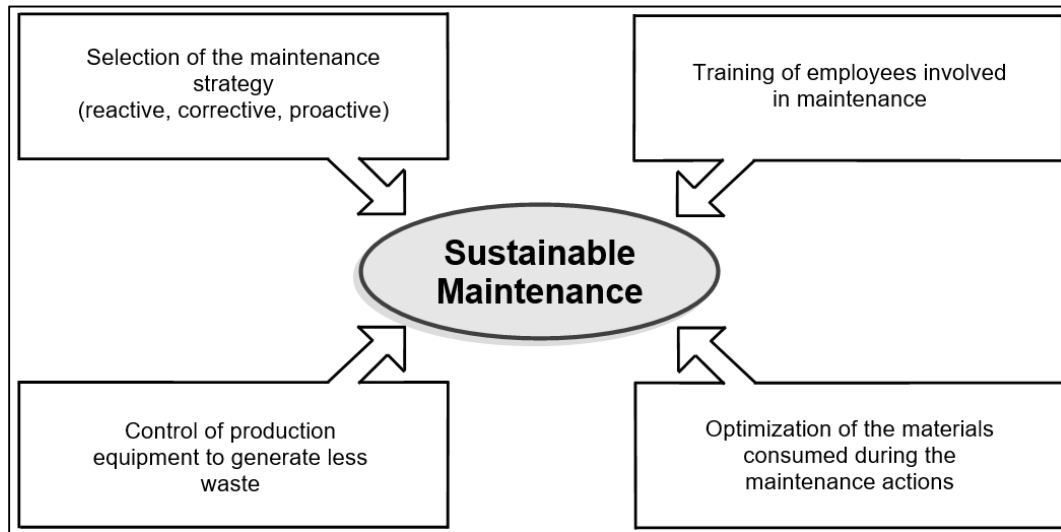 Selection of the maintenance
strategy
(reactive, corrective, proactive)
Training of employees involved
in maintenance
Sustainable
Maintenance
Control of production
equipment to generate less
waste
Optimization of the materials
consumed during the
maintenance actions